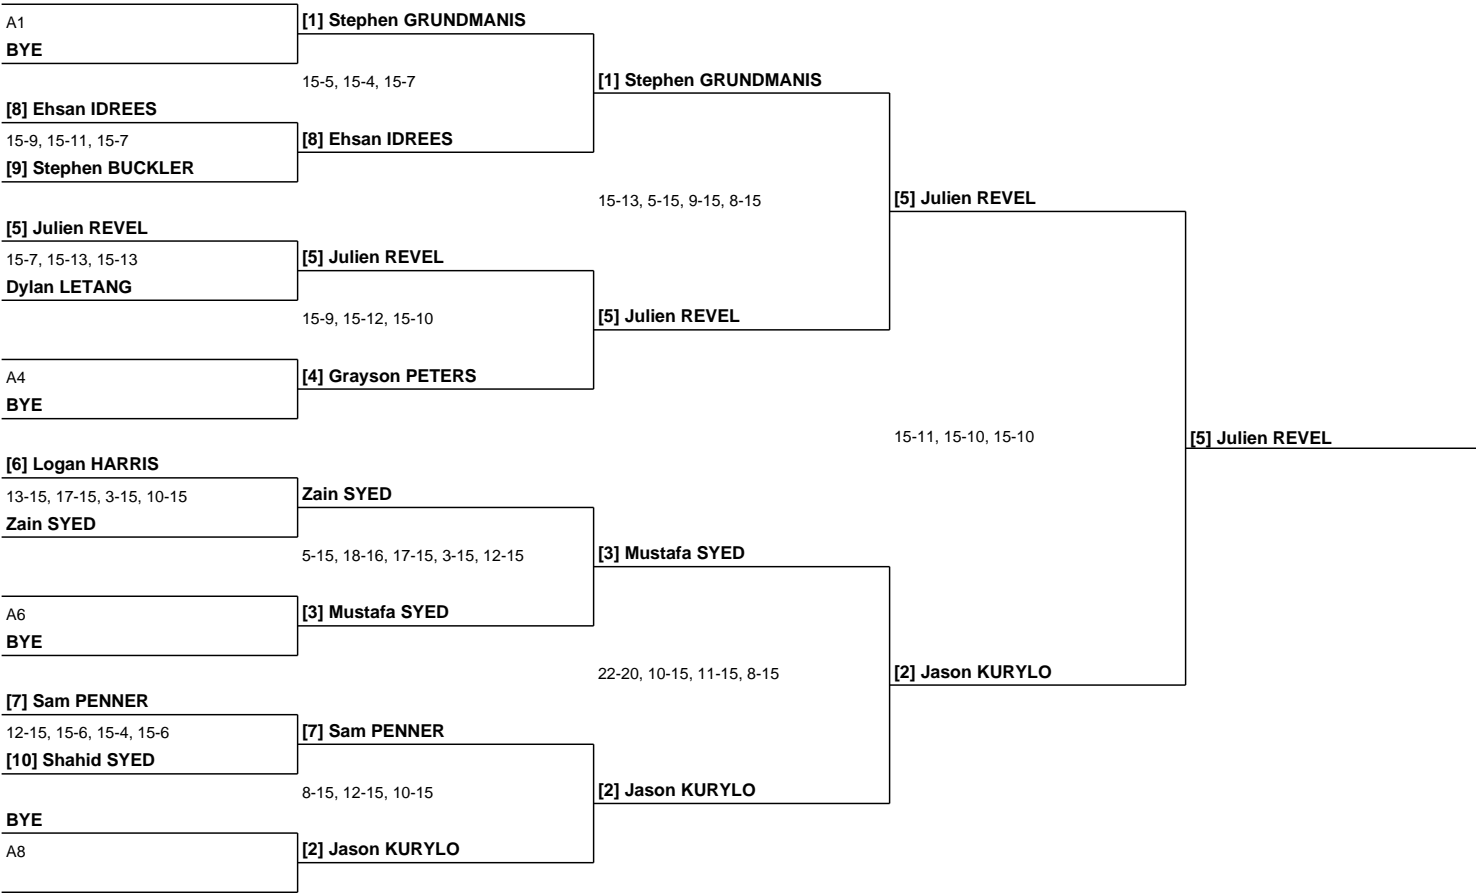 A1
BYE
[1] Stephen GRUNDMANIS
15-5, 15-4, 15-7
[8] Ehsan IDREES
15-9, 15-11, 15-7
[9] Stephen BUCKLER
[8] Ehsan IDREES
[1] Stephen GRUNDMANIS
15-13, 5-15, 9-15, 8-15
[5] Julien REVEL
15-7, 15-13, 15-13
Dylan LETANG
[5] Julien REVEL
15-9, 15-12, 15-10
A4
BYE
[4] Grayson PETERS
[5] Julien REVEL
[5] Julien REVEL
15-11, 15-10, 15-10
[5] Julien REVEL
[6] Logan HARRIS
13-15, 17-15, 3-15, 10-15
Zain SYED
Zain SYED
5-15, 18-16, 17-15, 3-15, 12-15
A6
BYE
[3] Mustafa SYED
[3] Mustafa SYED
22-20, 10-15, 11-15, 8-15
[2] Jason KURYLO
[7] Sam PENNER
12-15, 15-6, 15-4, 15-6
[10] Shahid SYED
[7] Sam PENNER
8-15, 12-15, 10-15
[2] Jason KURYLO
BYE
A8
[2] Jason KURYLO